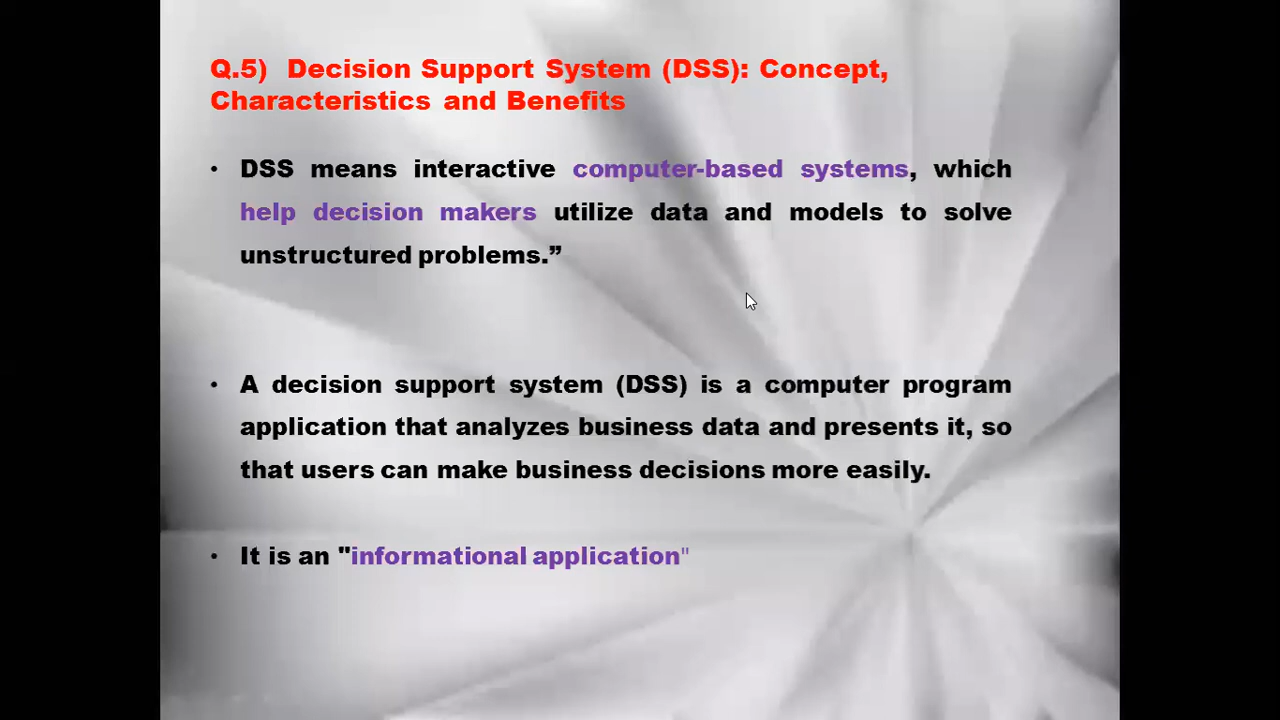 Q.5) Decision Support System (DSS): Concept,
Characteristics and Benefits
• DSS means interactive computer-based systems, which
help decision makers utilize data and models to solve
unstructured problems.”
• A decision support system (DSS) is a computer program
application that analyzes business data and presents it, so
that users can make business decisions more easily.
• It is an "informational application"